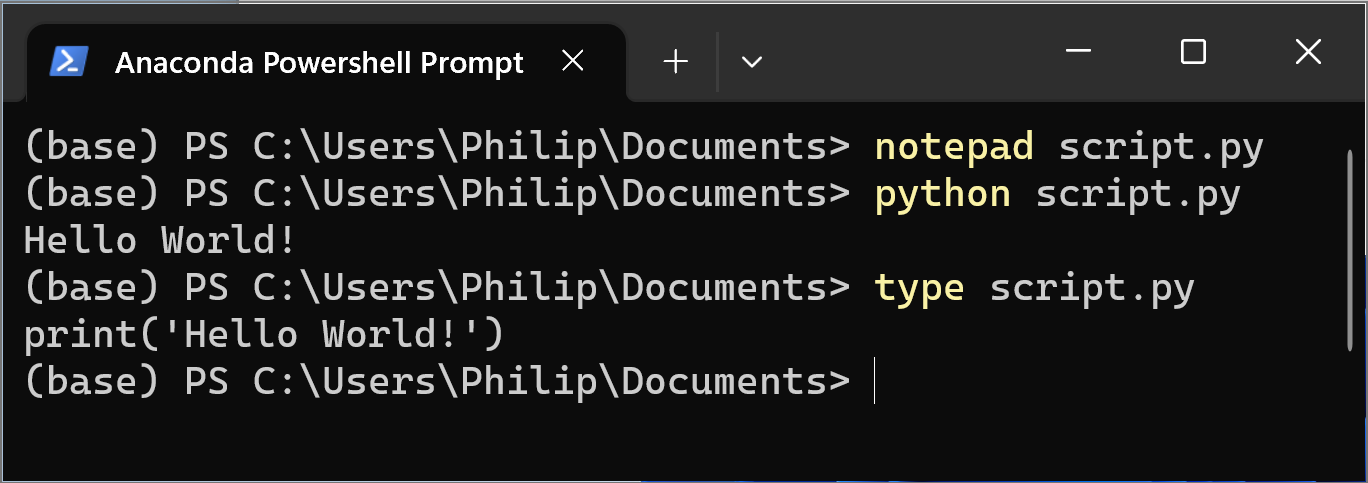 Anaconda Powershell Prompt
(base) PS C:\Users\Philip\Documents> notepad script.py
(base) PS C:\Users\Philip\Documents> python script.py
Hello World!
(base) PS C:\Users\Philip\Documents> type script.py
print('Hello World!')
(base) PS C:\Users\Philip\Documents>